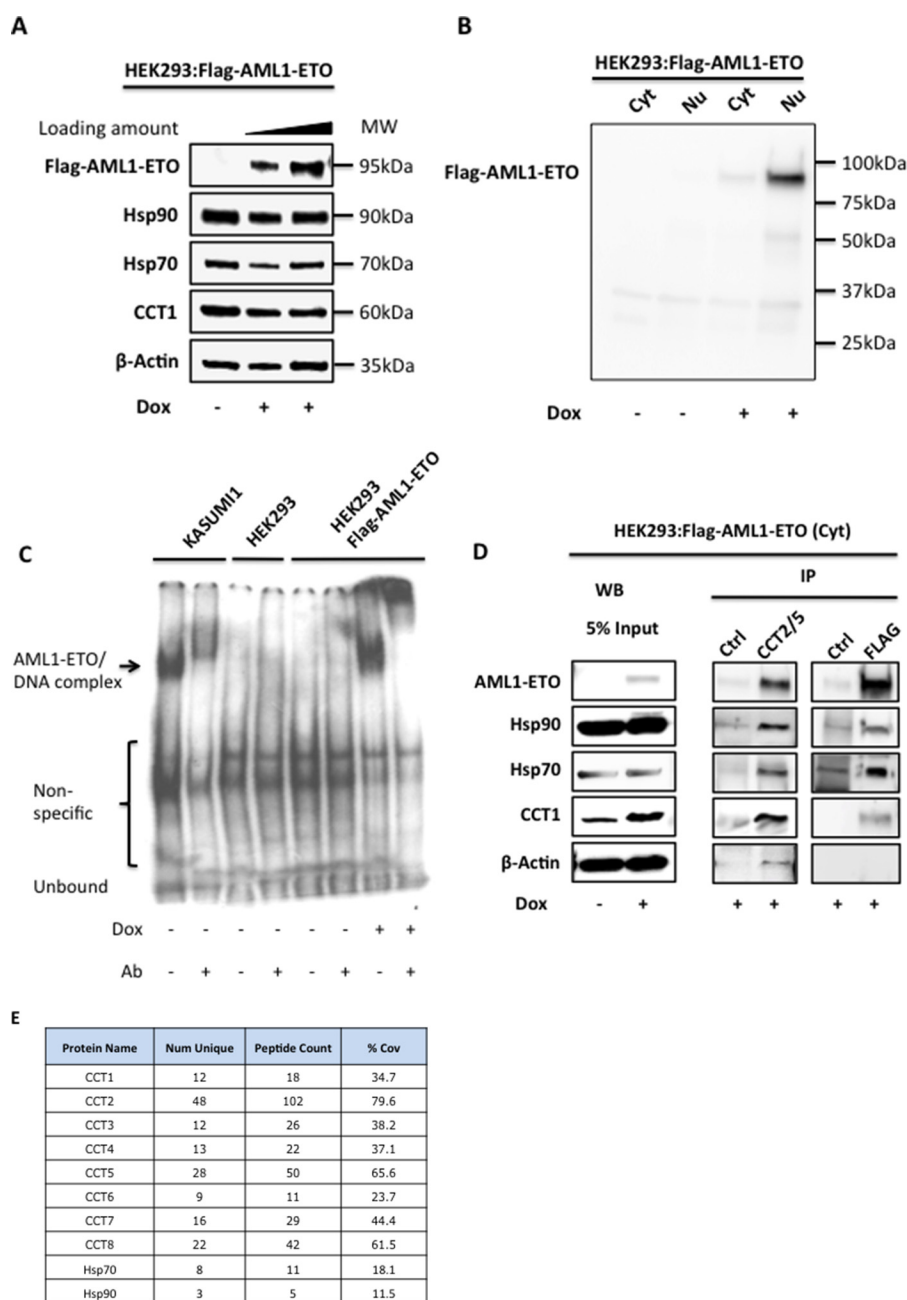 A
HEK293:Flag-AML1-ETO
Loading amount MW
Flag-AML1-ETO 95kDa
Hsp90 90kDa
Hsp70 70kDa
CCT1 60kDa
β-Actin 35kDa
Dox - + +
B
HEK293:Flag-AML1-ETO
Cyt Nu Cyt Nu
Flag-AML1-ETO
100kDa
75kDa
50kDa
37kDa
25kDa
Dox - - + +
C
KASUMI1
HEK293
HEK293
Flag-AML1-ETO
AML1-ETO/
DNA complex
Non-
specific
Unbound
Dox - - - - - - + +
Ab - + - + - + - +
D
HEK293:Flag-AML1-ETO (Cyt)
WB
IP
5% Input
Ctrl CCT2/5 Ctrl FLAG
AML1-ETO
Hsp90
Hsp70
CCT1
β-Actin
Dox - + + + + +
E
Protein Name Num Unique Peptide Count % Cov
CCT1 12 18 34.7
CCT2 48 102 79.6
CCT3 12 26 38.2
CCT4 13 22 37.1
CCT5 28 50 65.6
CCT6 9 11 23.7
CCT7 16 29 44.4
CCT8 22 42 61.5
Hsp70 8 11 18.1
Hsp90 3 5 11.5